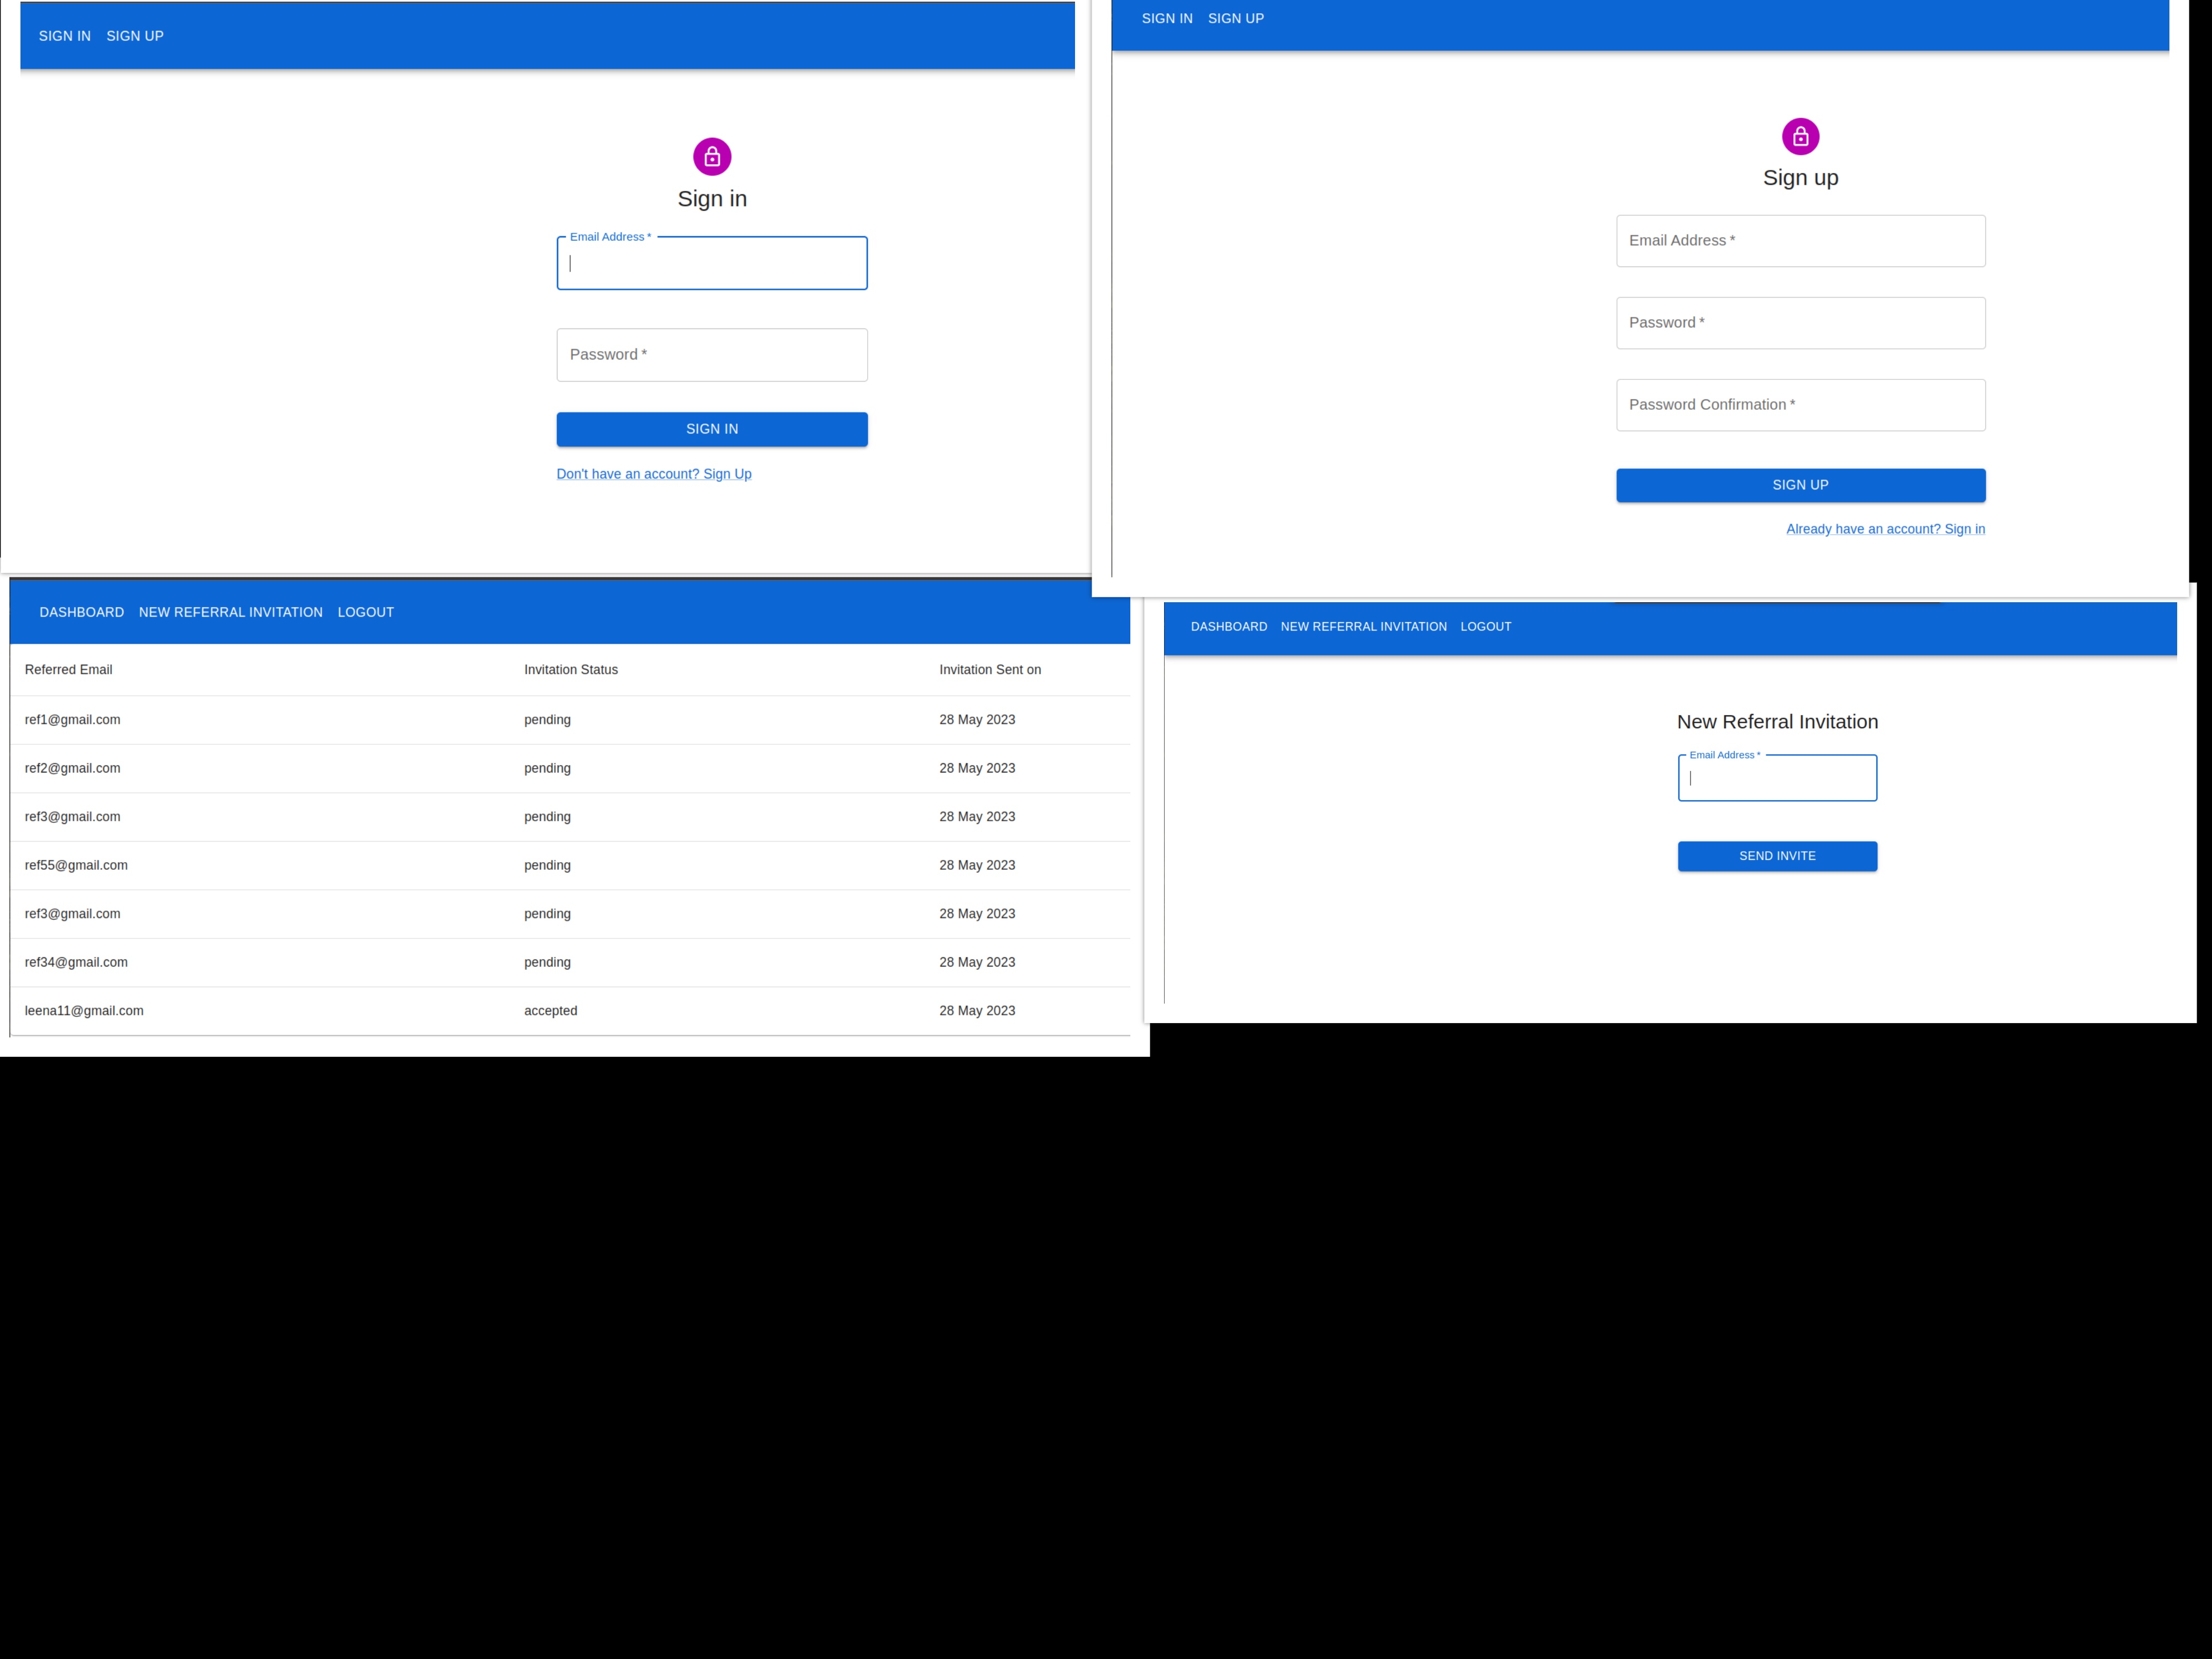 SIGN IN SIGN UP
Sign in
Email Address *
Password *
SIGN IN
Don't have an account? Sign Up
SIGN IN SIGN UP
Sign up
Email Address *
Password *
Password Confirmation *
SIGN UP
Already have an account? Sign in
DASHBOARD NEW REFERRAL INVITATION LOGOUT
Referred Email Invitation Status Invitation Sent on
ref1@gmail.com pending 28 May 2023
ref2@gmail.com pending 28 May 2023
ref3@gmail.com pending 28 May 2023
ref55@gmail.com pending 28 May 2023
ref3@gmail.com pending 28 May 2023
ref34@gmail.com pending 28 May 2023
leena11@gmail.com accepted 28 May 2023
DASHBOARD NEW REFERRAL INVITATION LOGOUT
New Referral Invitation
Email Address *
SEND INVITE